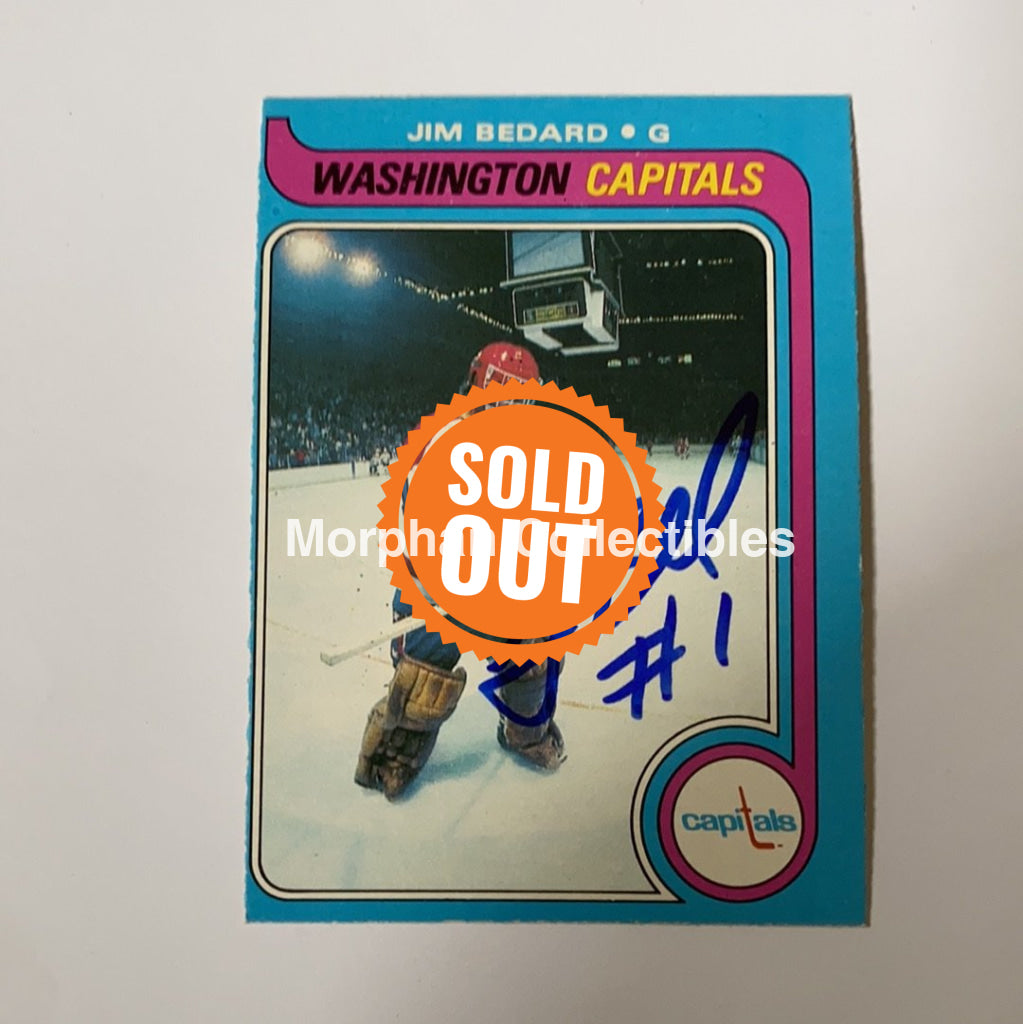 JIM BEDARD • G
WASHINGTON CAPITALS
SOLD
OUT
Morphan Collectibles
#1
capitals